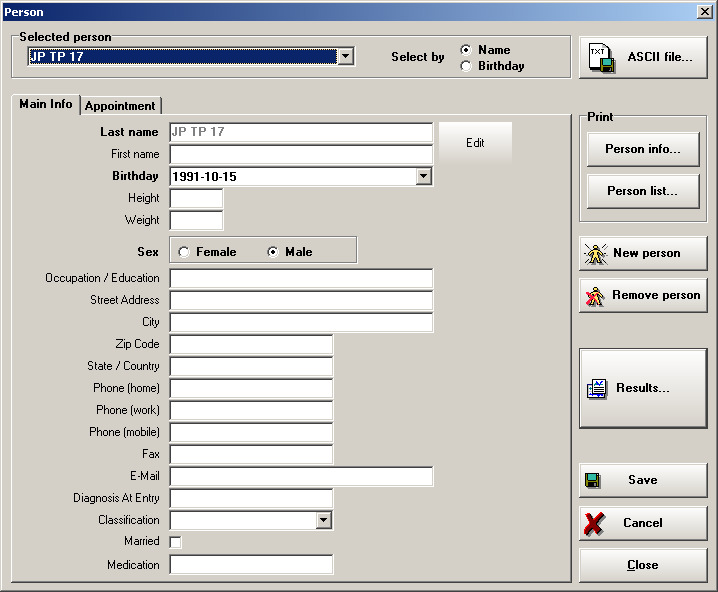 Person
Selected person
JP TP 17
Select by
Name
Birthday
TXT
ASCII file...
Main Info
Appointment
Last name
JP TP 17
Edit
First name
Birthday
1991-10-15
Height
Weight
Sex
Female
Male
Occupation / Education
Street Address
City
Zip Code
State / Country
Phone (home)
Phone (work)
Phone (mobile)
Fax
E-Mail
Diagnosis At Entry
Classification
Married
Medication
Print
Person info...
Person list...
New person
Remove person
Results...
Save
Cancel
Close